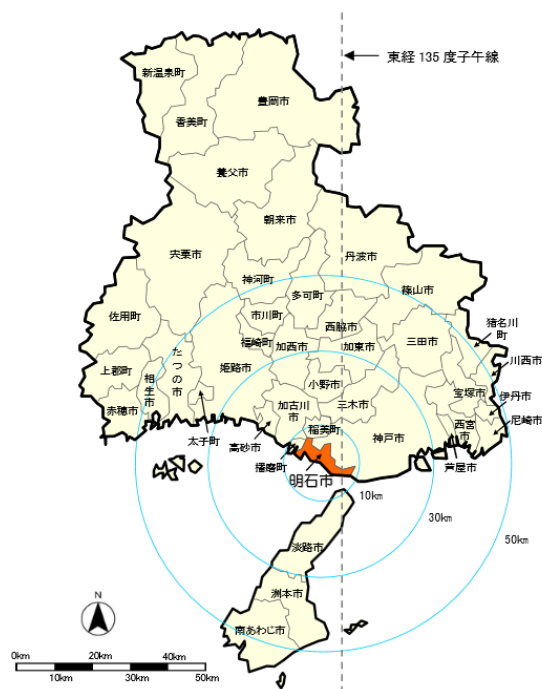 東経 135 度子午線
新温泉町
豊岡市
香美町
養父市
朝来市
宍粟市
丹波市
神河町
多可町
篠山市
佐用町
市川町
西脇市
猪名川
町
福崎町
加西市
加東市
三田市
川西市
上郡町
たつの市
姫路市
相生市
小野市
宝塚市
伊丹市
赤穂市
加古川
市
三木市
西宮
市
尼崎市
太子町
高砂市
稲美町
神戸市
芦屋市
播磨町
明石市
10km
30km
50km
淡路市
洲本市
南あわじ市
N
0km
20km
40km
10km
30km
50km